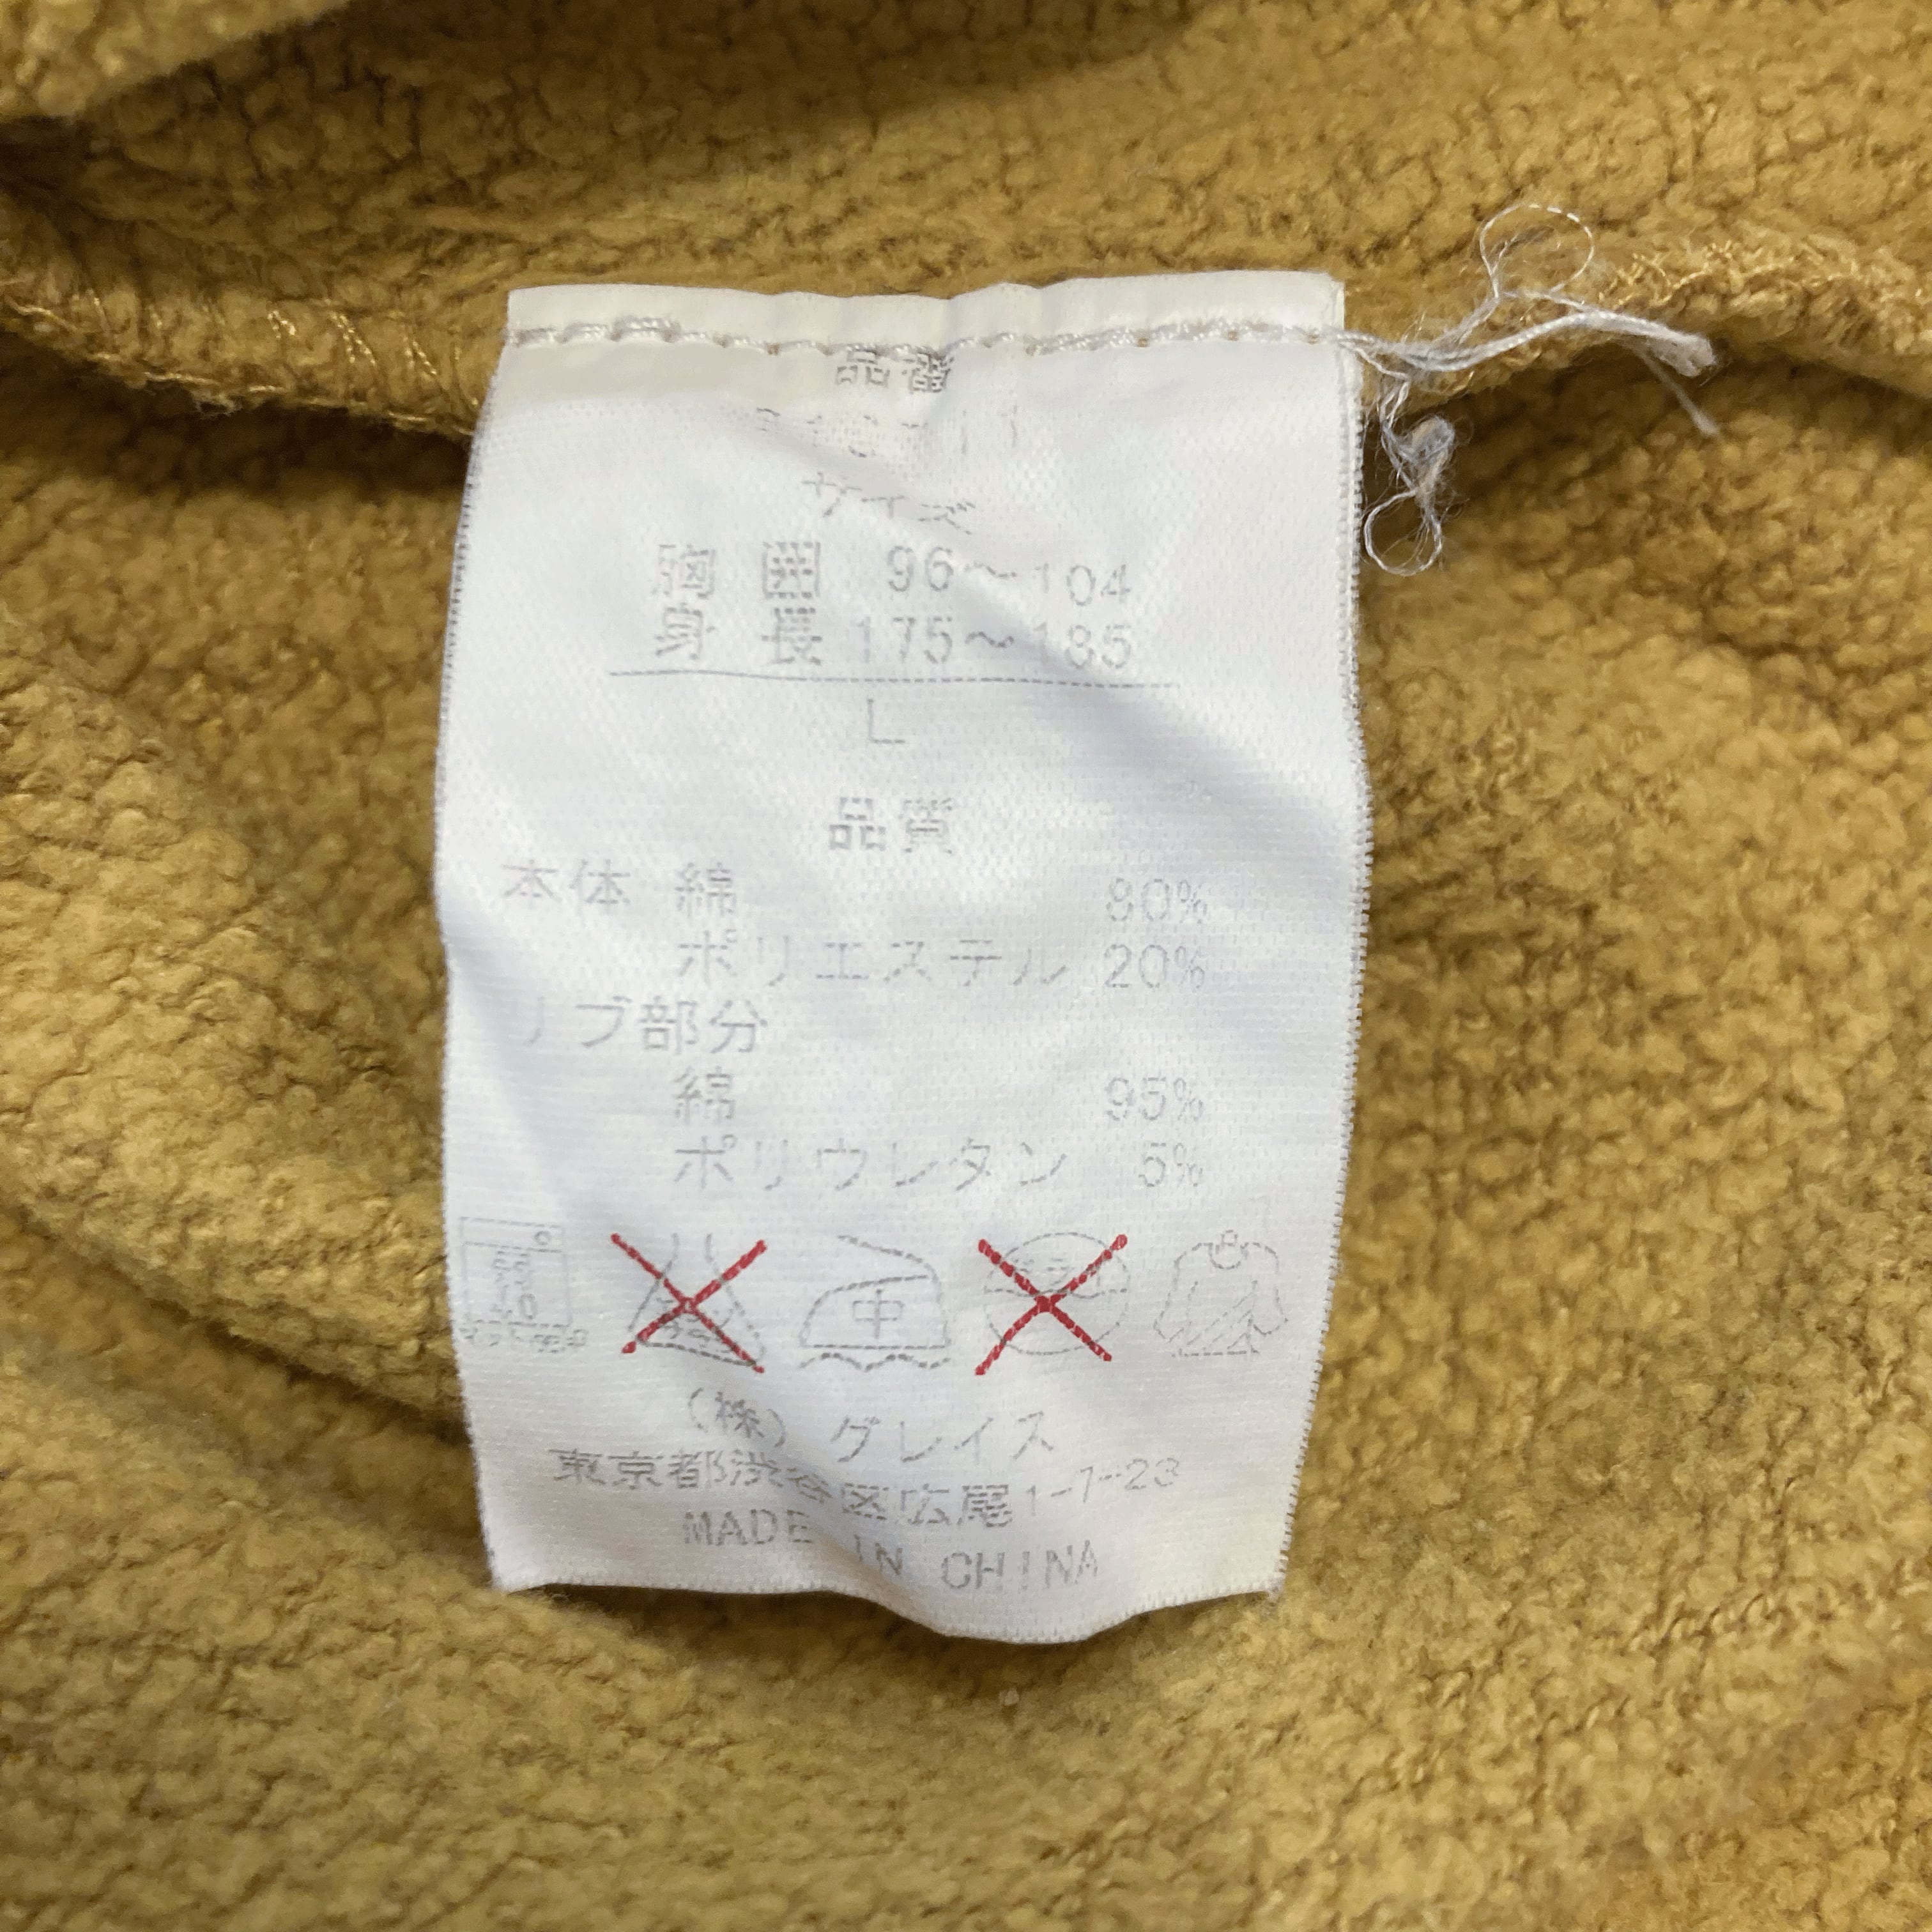 品番
サイズ
胸 囲 96～104
身 長 175～185
L
品質
本体 綿 80%
ポリエステル 20%
リブ部分
綿 95%
ポリウレタン 5%
中
(株) グレイス
東京都渋谷区広尾1-7-23
MADE IN CHINA